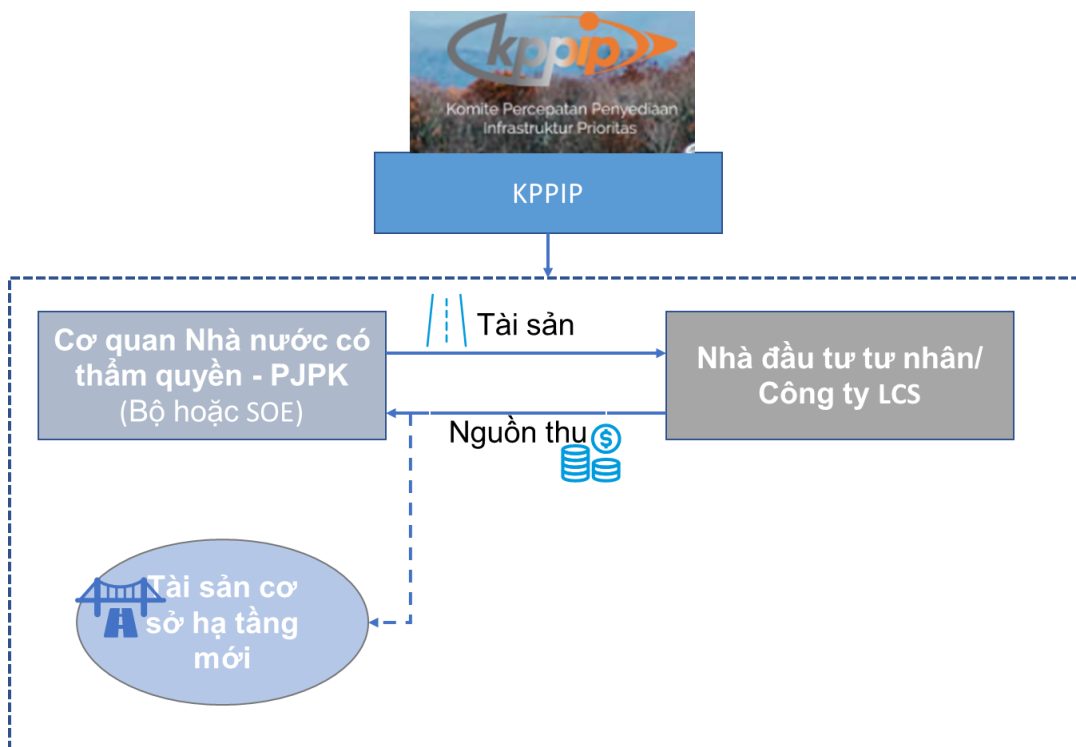 kppip
Komite Percepatan Penyediaan
Infrastruktur Prioritas
KPPIP
Tài sản
Cơ quan Nhà nước có
thẩm quyền - PJPK
(Bộ hoặc SOE)
Nhà đầu tư tư nhân/
Công ty LCS
Nguồn thu
$
Tài sản cơ
sở hạ tầng
mới